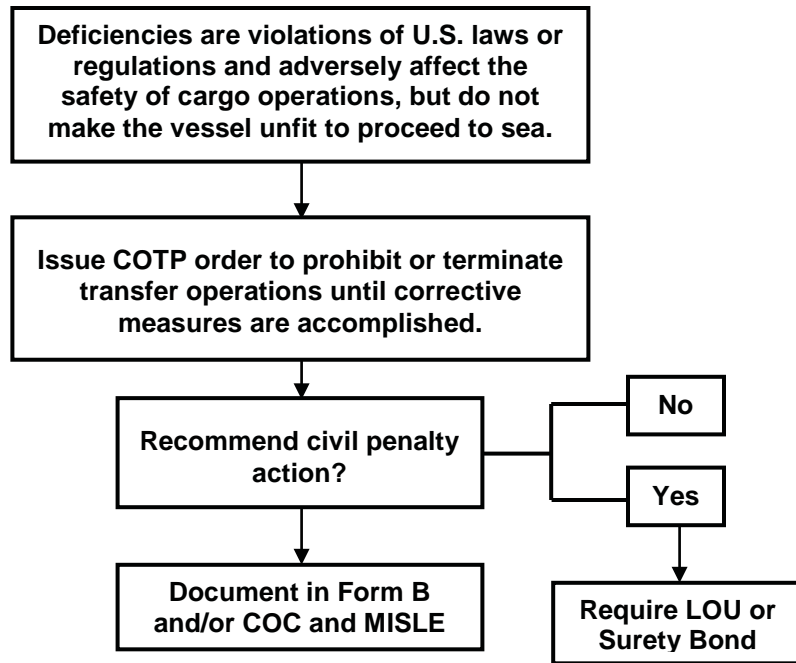 Deficiencies are violations of U.S. laws or
regulations and adversely affect the
safety of cargo operations, but do not
make the vessel unfit to proceed to sea.
Issue COTP order to prohibit or terminate
transfer operations until corrective
measures are accomplished.
Recommend civil penalty
action?
No
Yes
Document in Form B
and/or COC and MISLE
Require LOU or
Surety Bond